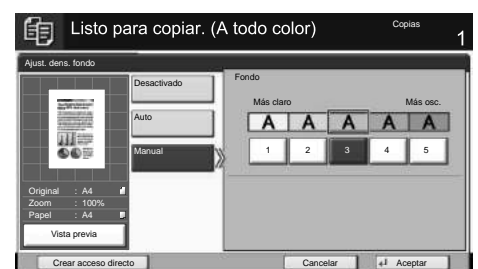 Listo para copiar. (A todo color)
Copias
1
Ajust. dens. fondo
Desactivado
Auto
Manual
Fondo
Más claro Más osc.
A A A A A
1 2 3 4 5
Original : A4
Zoom : 100%
Papel : A4
Vista previa
Crear acceso directo
Cancelar
Aceptar